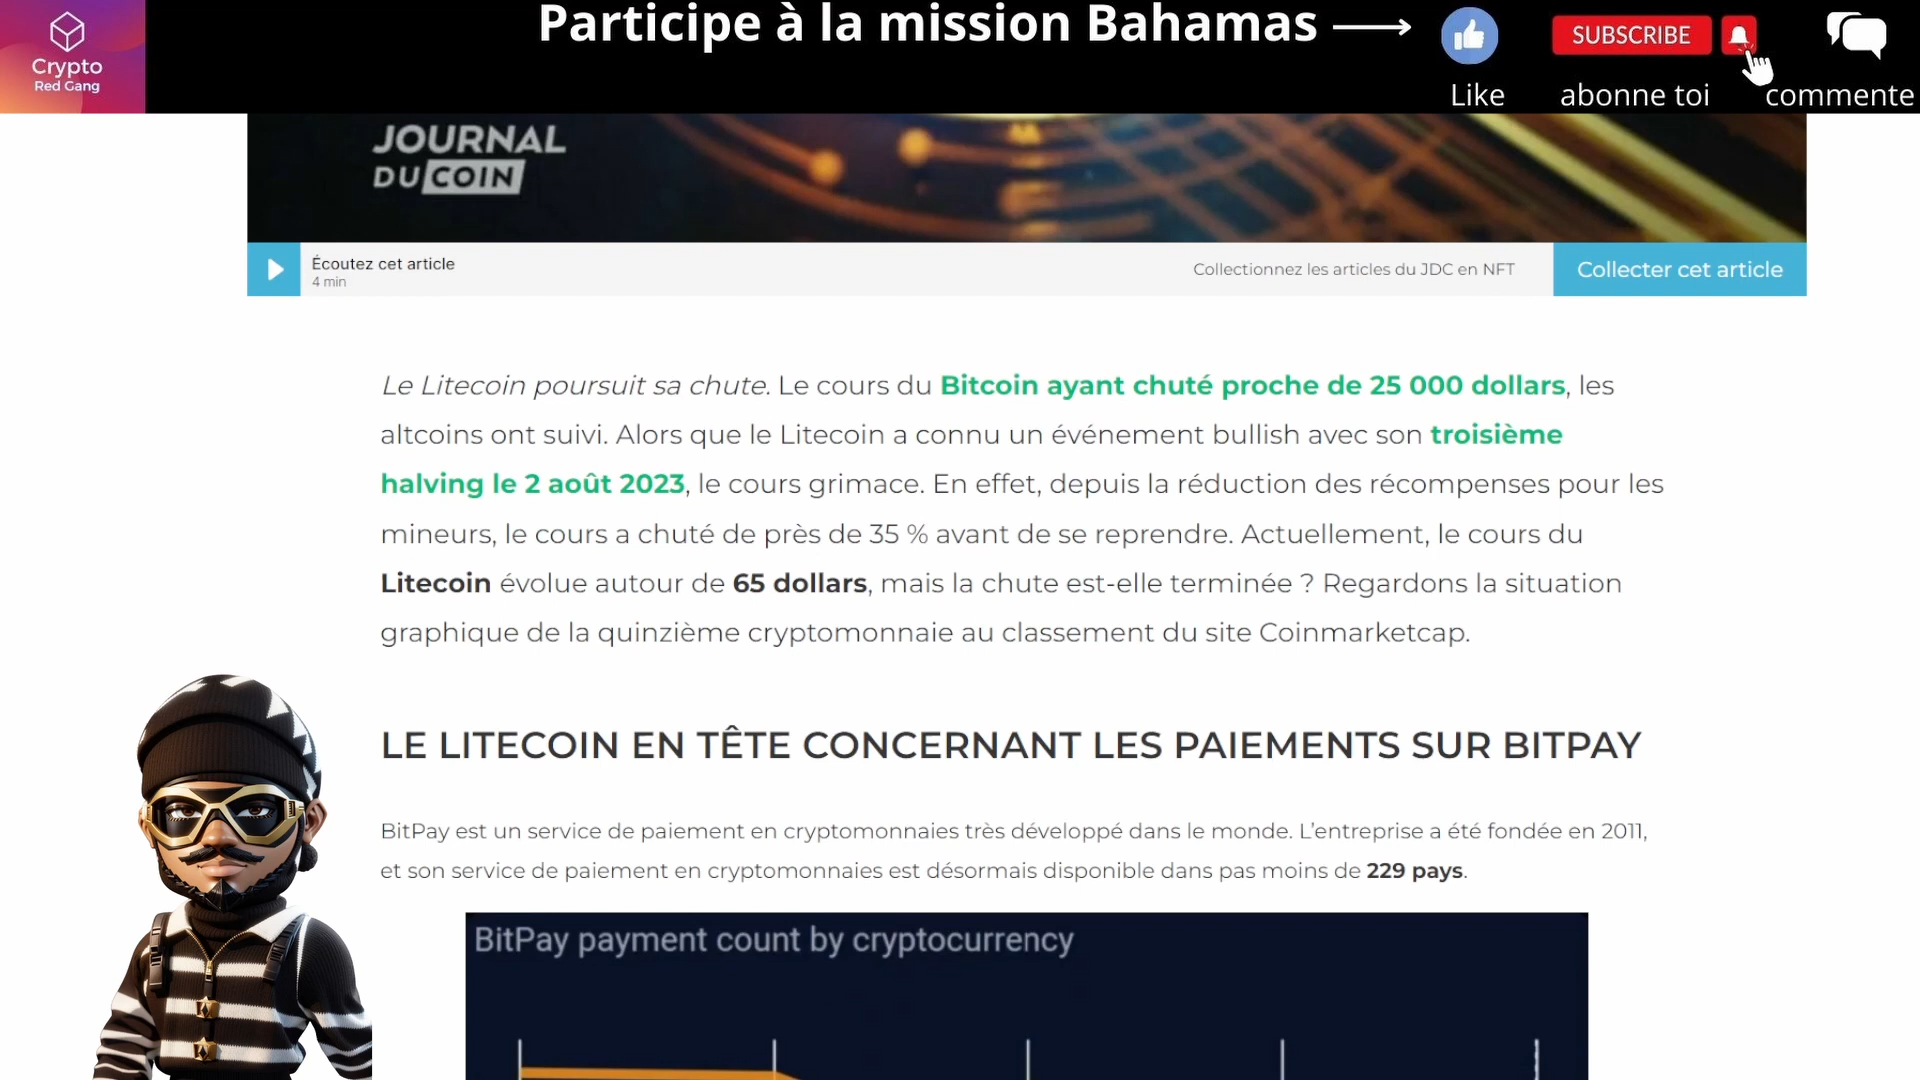 Crypto
Red Gang
Participe à la mission Bahamas
SUBSCRIBE
Like
abonne toi
commente
JOURNAL
DU COIN
Écoutez cet article
4 min
Collectionnez les articles du JDC en NFT
Collecter cet article
Le Litecoin poursuit sa chute. Le cours du Bitcoin ayant chuté proche de 25 000 dollars, les
altcoins ont suivi. Alors que le Litecoin a connu un événement bullish avec son troisième
halving le 2 août 2023, le cours grimace. En effet, depuis la réduction des récompenses pour les
mineurs, le cours a chuté de près de 35 % avant de se reprendre. Actuellement, le cours du
Litecoin évolue autour de 65 dollars, mais la chute est-elle terminée ? Regardons la situation
graphique de la quinzième cryptomonnaie au classement du site Coinmarketcap.
LE LITECOIN EN TÊTE CONCERNANT LES PAIEMENTS SUR BITPAY
BitPay est un service de paiement en cryptomonnaies très développé dans le monde. L'entreprise a été fondée en 2011,
et son service de paiement en cryptomonnaies est désormais disponible dans pas moins de 229 pays.
BitPay payment count by cryptocurrency